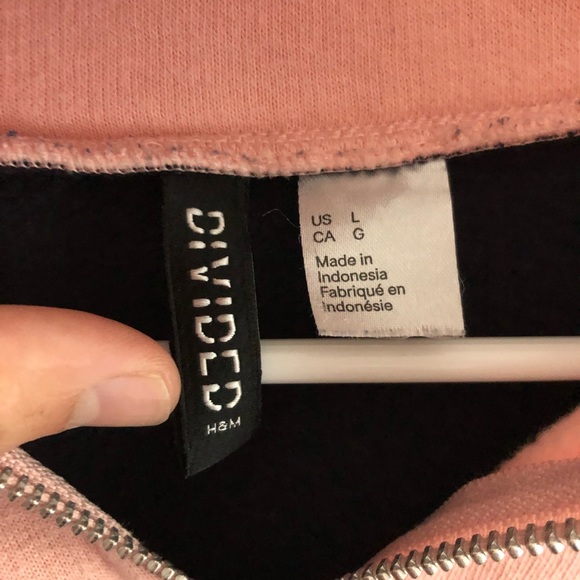 DIVIDED
H&M
US L
CA G
Made in
Indonesia
Fabriqué en
Indonésie